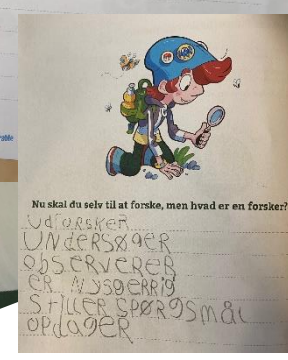 Nu skal du selv til at forske, men hvad er en forsker?
UdfORSKER
UNdERSØGER
ObSERVERER
ER NYSGERRIG
STILLER SPØRGSMål
OPdAGER